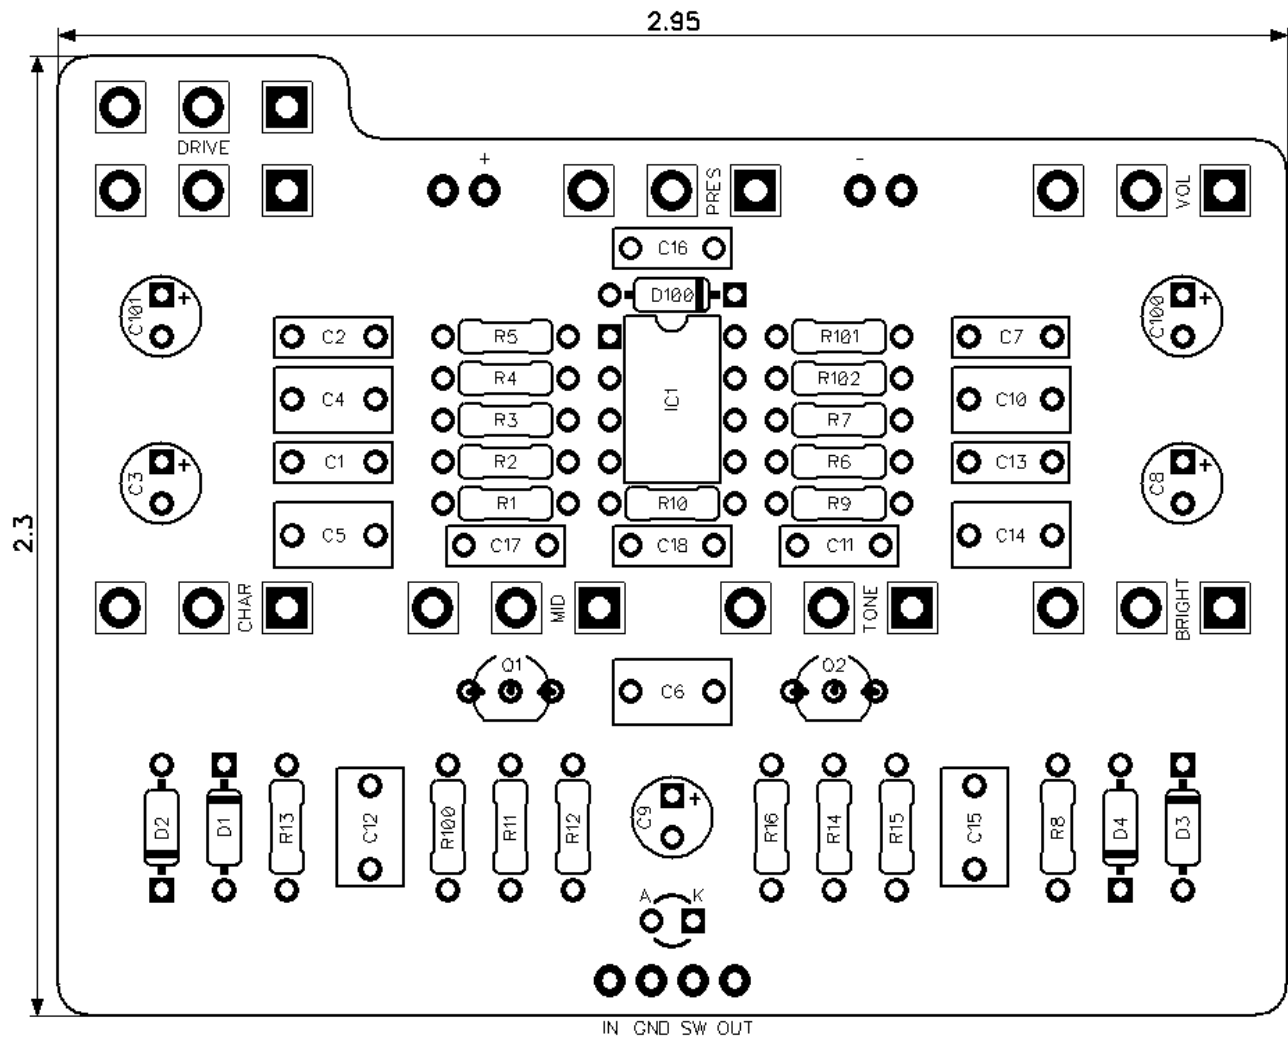 2.95
2.3
DRIVE
+
PRES
-
VOL
C16
C101
+
D100
C100
+
C2
R5
R101
C7
C4
R4
IC1
R102
C10
R3
R7
C3
+
C1
R2
R6
C13
C8
+
R1
R10
R9
C5
C17
C18
C11
C14
CHAR
MID
TONE
BRIGHT
Q1
C6
Q2
D2
D1
R13
C12
R100
R11
R12
C9
+
R16
R14
R15
C15
R8
D4
D3
A
K
IN GND SW OUT